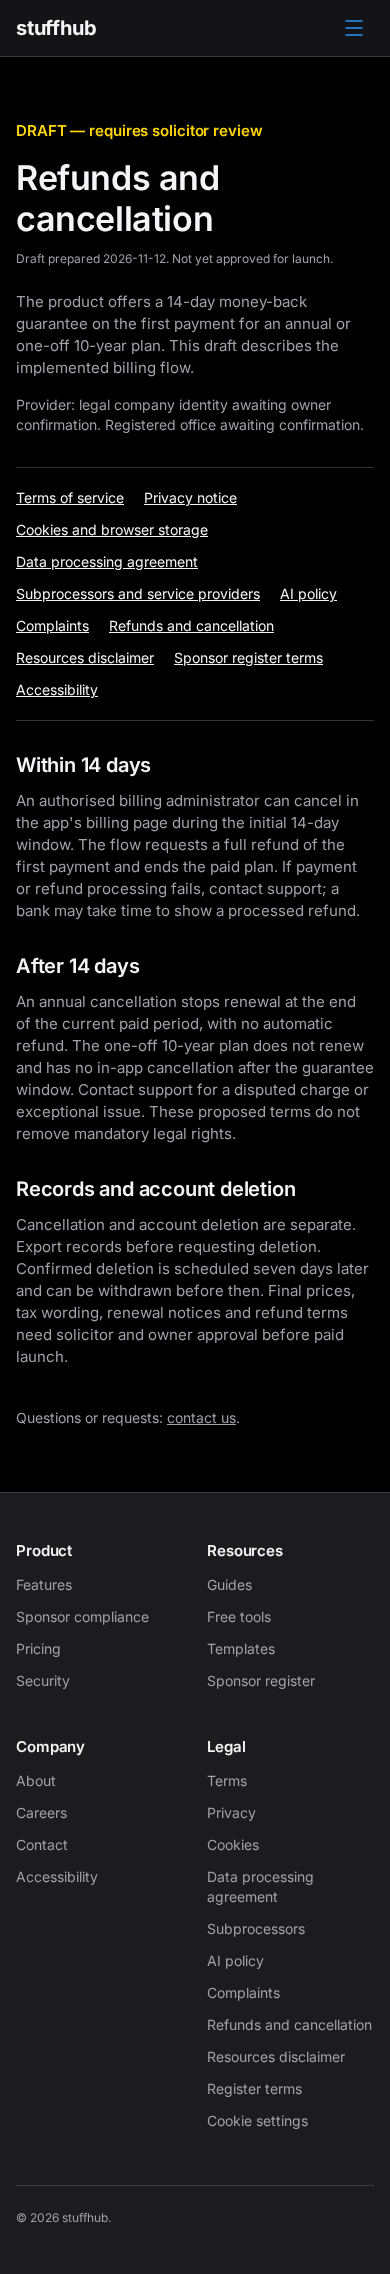 stuffhub
DRAFT — requires solicitor review
Refunds and
cancellation
Draft prepared 2026-11-12. Not yet approved for launch.
The product offers a 14-day money-back
guarantee on the first payment for an annual or
one-off 10-year plan. This draft describes the
implemented billing flow.
Provider: legal company identity awaiting owner
confirmation. Registered office awaiting confirmation.
Terms of service Privacy notice
Cookies and browser storage
Data processing agreement
Subprocessors and service providers AI policy
Complaints Refunds and cancellation
Resources disclaimer Sponsor register terms
Accessibility
Within 14 days
An authorised billing administrator can cancel in
the app's billing page during the initial 14-day
window. The flow requests a full refund of the
first payment and ends the paid plan. If payment
or refund processing fails, contact support; a
bank may take time to show a processed refund.
After 14 days
An annual cancellation stops renewal at the end
of the current paid period, with no automatic
refund. The one-off 10-year plan does not renew
and has no in-app cancellation after the guarantee
window. Contact support for a disputed charge or
exceptional issue. These proposed terms do not
remove mandatory legal rights.
Records and account deletion
Cancellation and account deletion are separate.
Export records before requesting deletion.
Confirmed deletion is scheduled seven days later
and can be withdrawn before then. Final prices,
tax wording, renewal notices and refund terms
need solicitor and owner approval before paid
launch.
Questions or requests: contact us.
Product
Features
Sponsor compliance
Pricing
Security
Resources
Guides
Free tools
Templates
Sponsor register
Company
About
Careers
Contact
Accessibility
Legal
Terms
Privacy
Cookies
Data processing
agreement
Subprocessors
AI policy
Complaints
Refunds and cancellation
Resources disclaimer
Register terms
Cookie settings
© 2026 stuffhub.